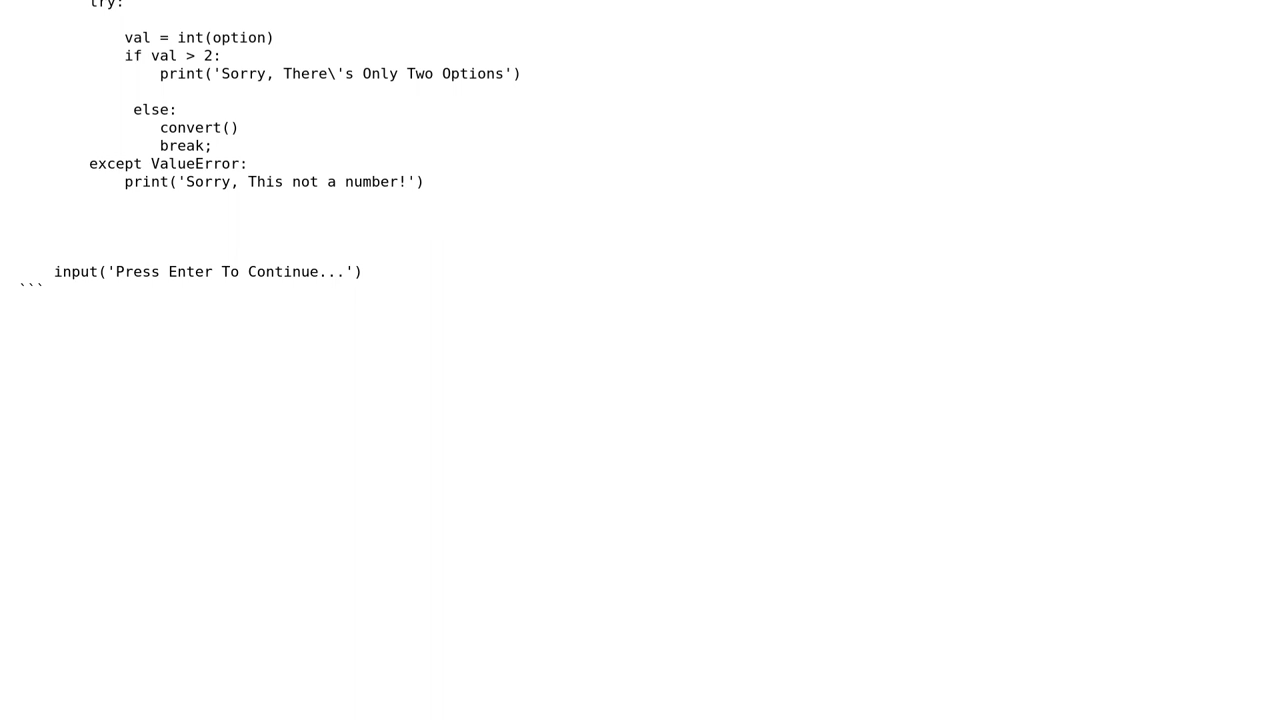 try:

            val = int(option)
            if val > 2:
                print('Sorry, There\'s Only Two Options')

             else:
                convert()
                break;
        except ValueError:
            print('Sorry, This not a number!')




    input('Press Enter To Continue...')
```